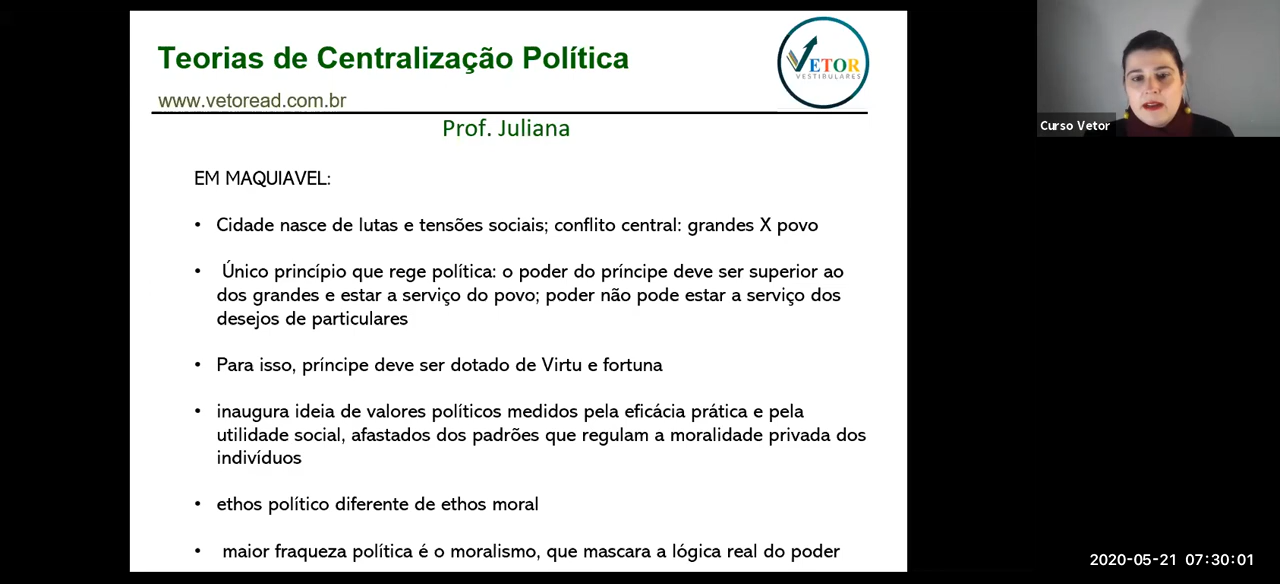 Teorias de Centralização Política
VETOR
VESTIBULARES
www.vetoread.com.br
Prof. Juliana
Curso Vetor
EM MAQUIAVEL:
• Cidade nasce de lutas e tensões sociais; conflito central: grandes X povo
• Único princípio que rege política: o poder do príncipe deve ser superior ao
dos grandes e estar a serviço do povo; poder não pode estar a serviço dos
desejos de particulares
• Para isso, príncipe deve ser dotado de Virtu e fortuna
• inaugura ideia de valores políticos medidos pela eficácia prática e pela
utilidade social, afastados dos padrões que regulam a moralidade privada dos
indivíduos
• ethos político diferente de ethos moral
• maior fraqueza política é o moralismo, que mascara a lógica real do poder
2020-05-21 07:30:01